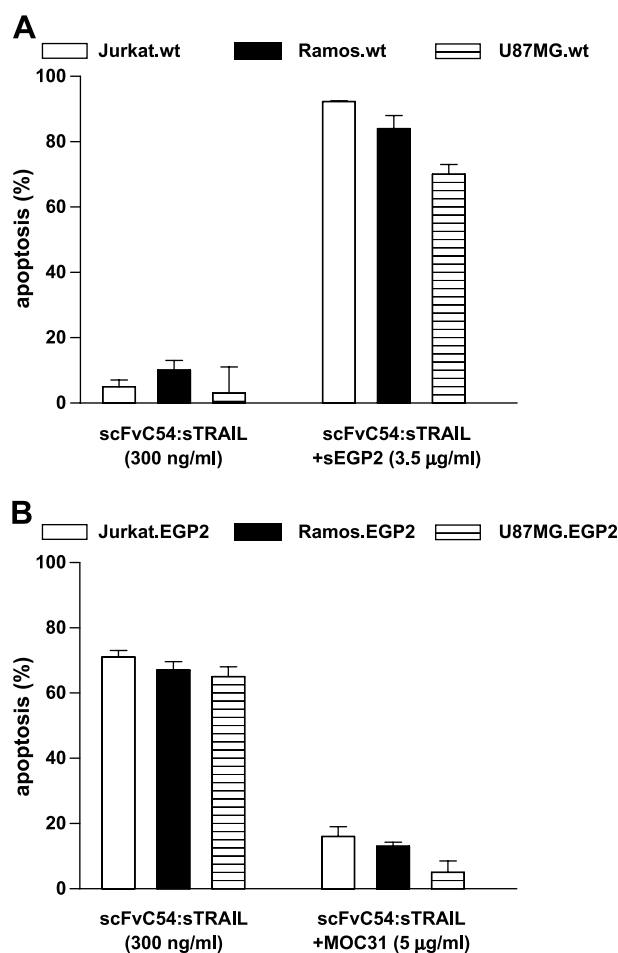 A
Jurkat.wt Ramos.wt U87MG.wt
100
80
60
40
20
0
apoptosis (%)
scFvC54:sTRAIL scFvC54:sTRAIL
(300 ng/ml) +sEGP2 (3.5 µg/ml)
B
Jurkat.EGP2 Ramos.EGP2 U87MG.EGP2
100
80
60
40
20
0
apoptosis (%)
scFvC54:sTRAIL scFvC54:sTRAIL
(300 ng/ml) +MOC31 (5 µg/ml)